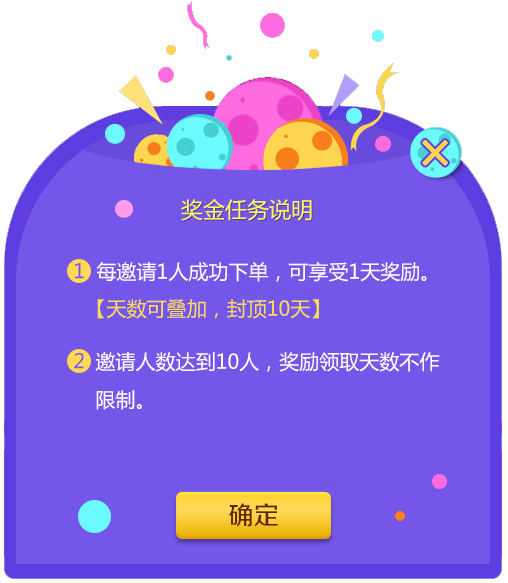 奖金任务说明
1 每邀请1人成功下单，可享受1天奖励。
【天数可叠加，封顶10天】
2 邀请人数达到10人，奖励领取天数不作
限制。
确定